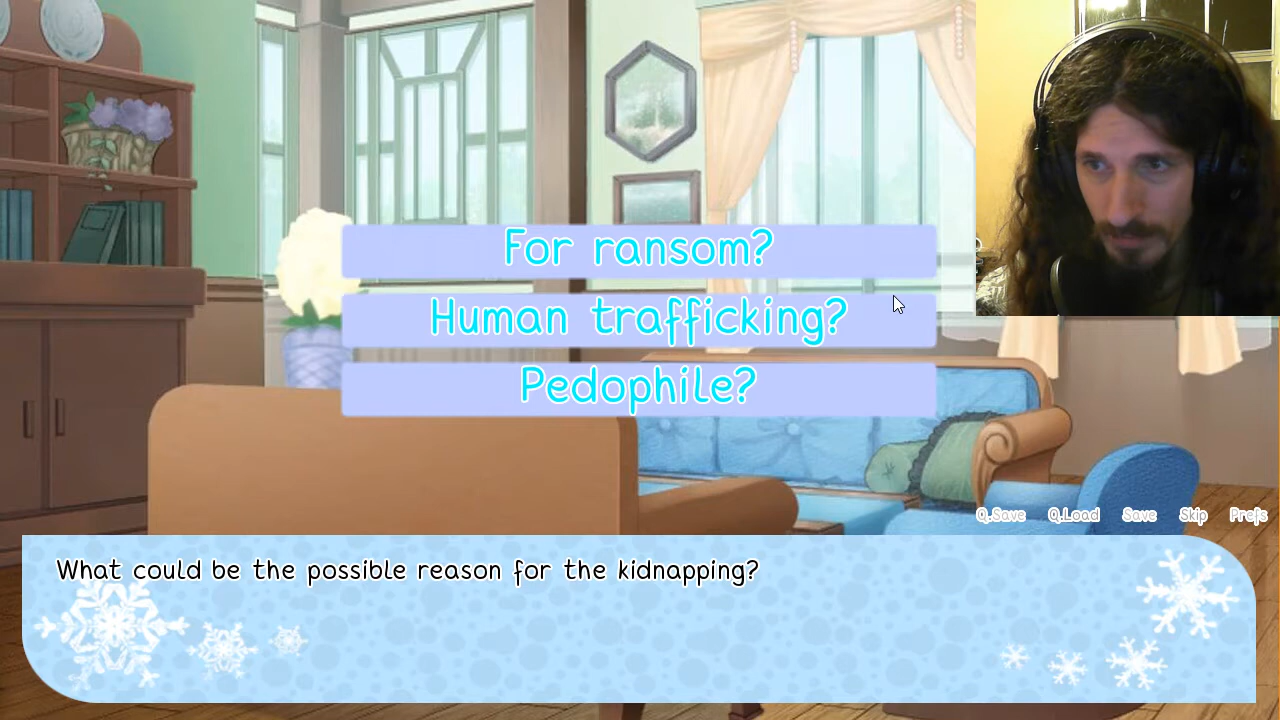 For ransom?
Human trafficking?
Pedophile?
Q.Save Q.Load Save Skip Prefs
What could be the possible reason for the kidnapping?